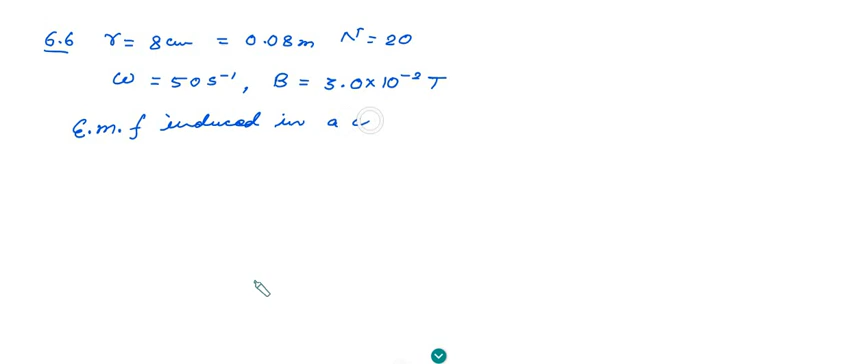 6.6 r = 8 cm = 0.08 m N = 20
ω = 50 s⁻¹, B = 3.0 × 10⁻² T
E.m.f induced in a